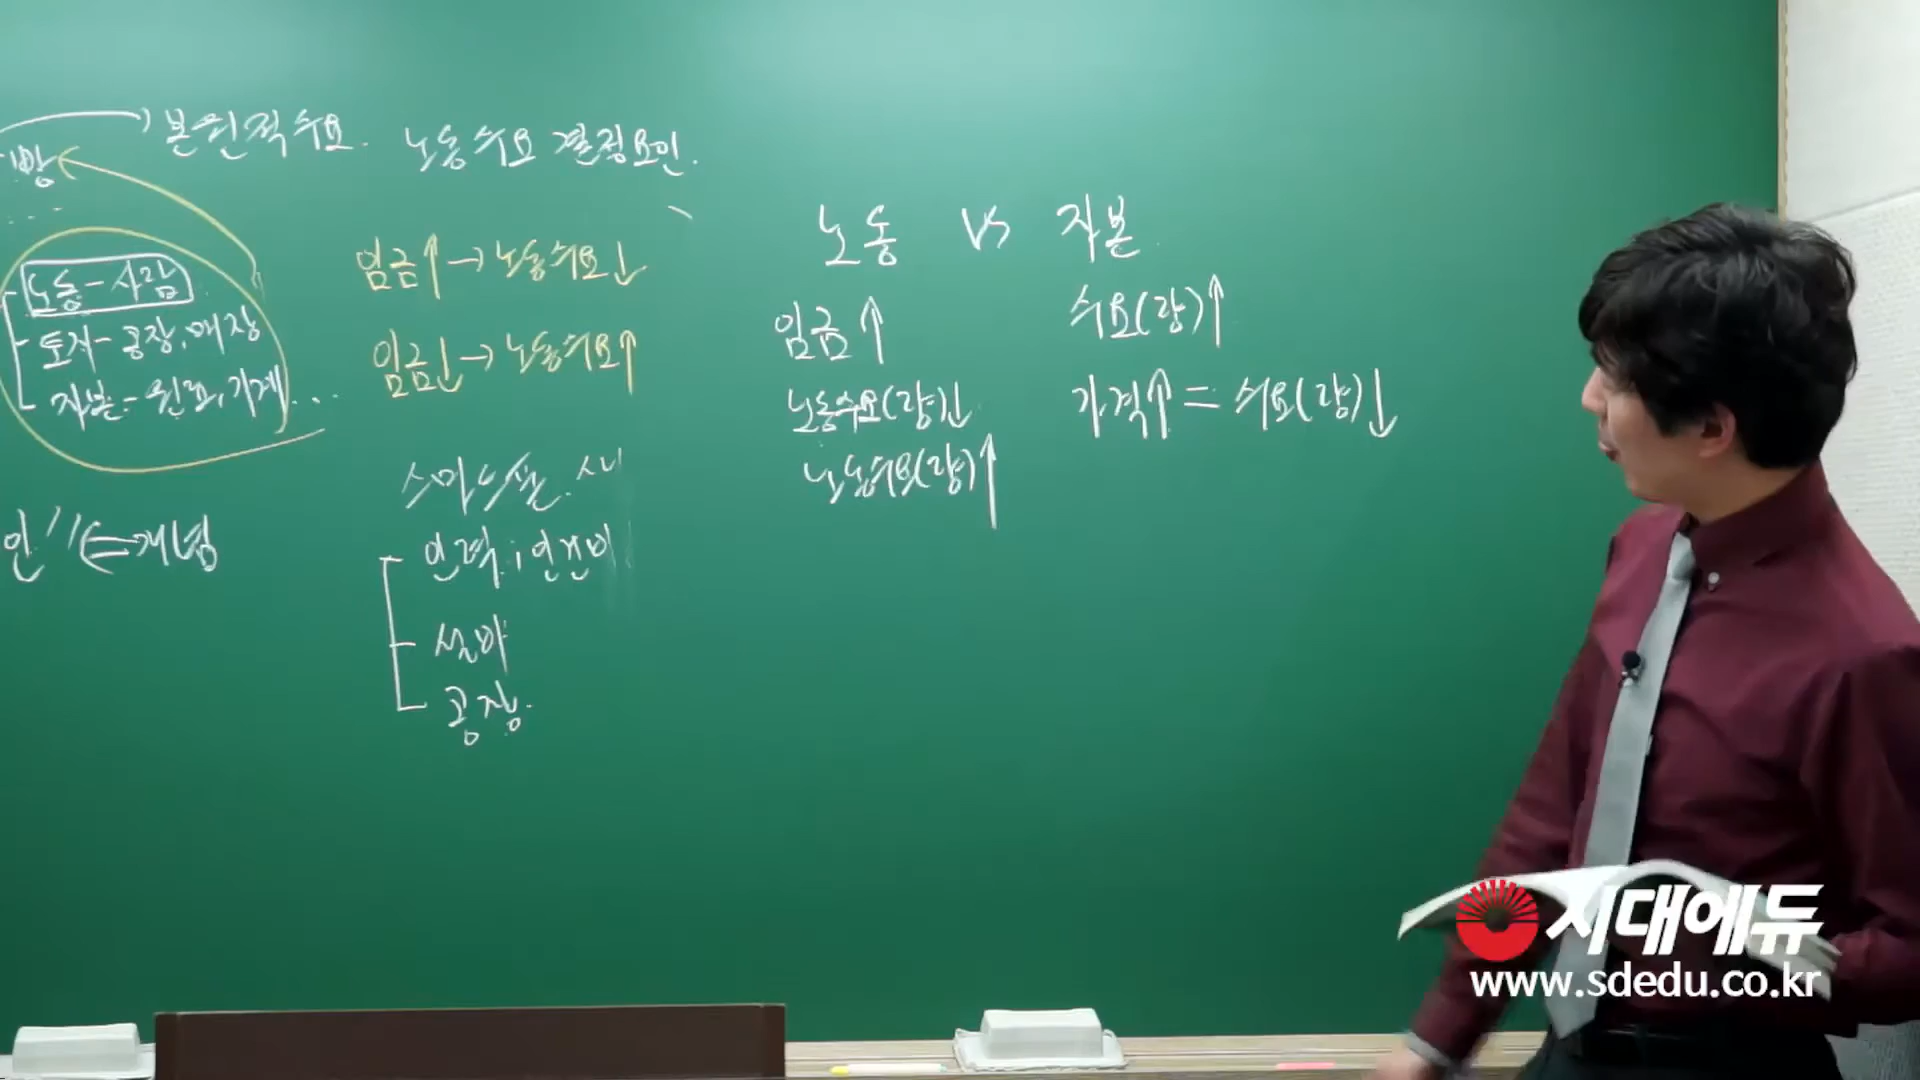 본원적수요.
빵
노동-사람
토지-공장,매장
자본-원료,기계...
인"⇐개념
노동수요 결정요인.
임금↑→노동수요↓
임금↓→노동수요↑
스마트폰.
인력;인건비
설비
공장.
노동 VS 자본.
임금↑ 수요(량)↑
노동수요(량)↓ 가격↑=수요(량)↓
노동수요(량)↑
시대에듀
www.sdedu.co.kr